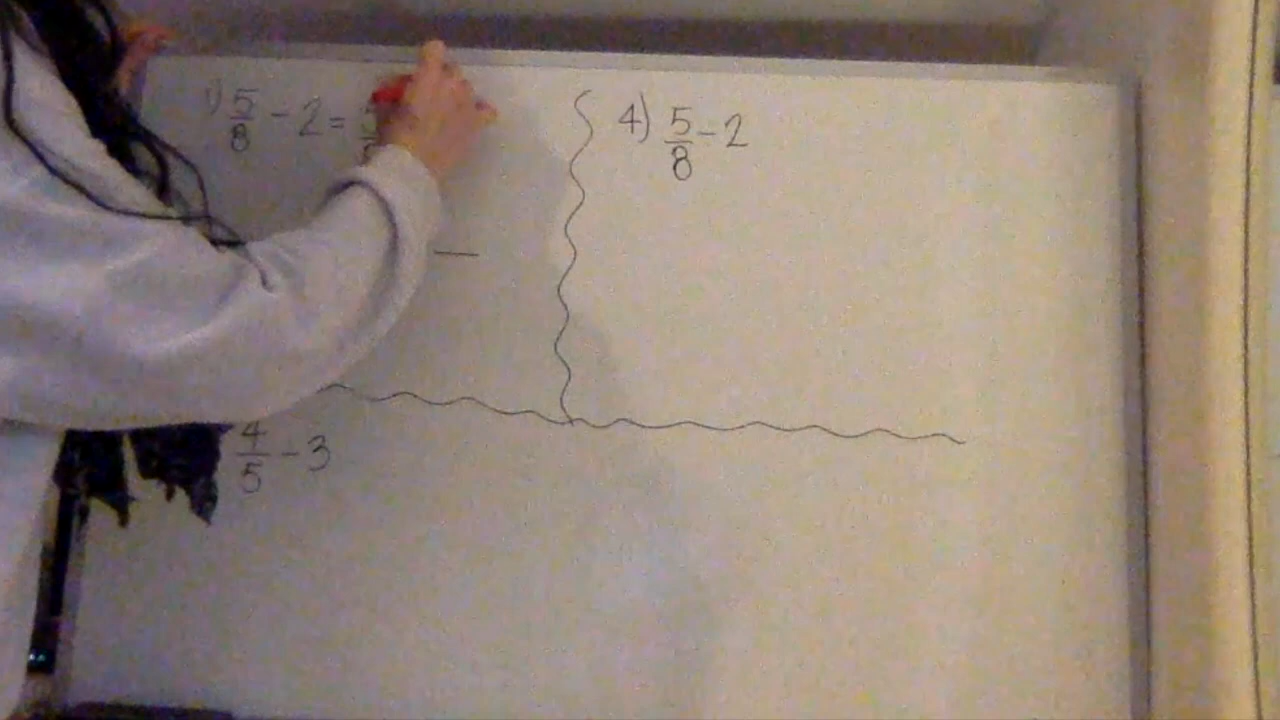 1) 5/8 - 2 =
4) 5/8 - 2
4/5 - 3